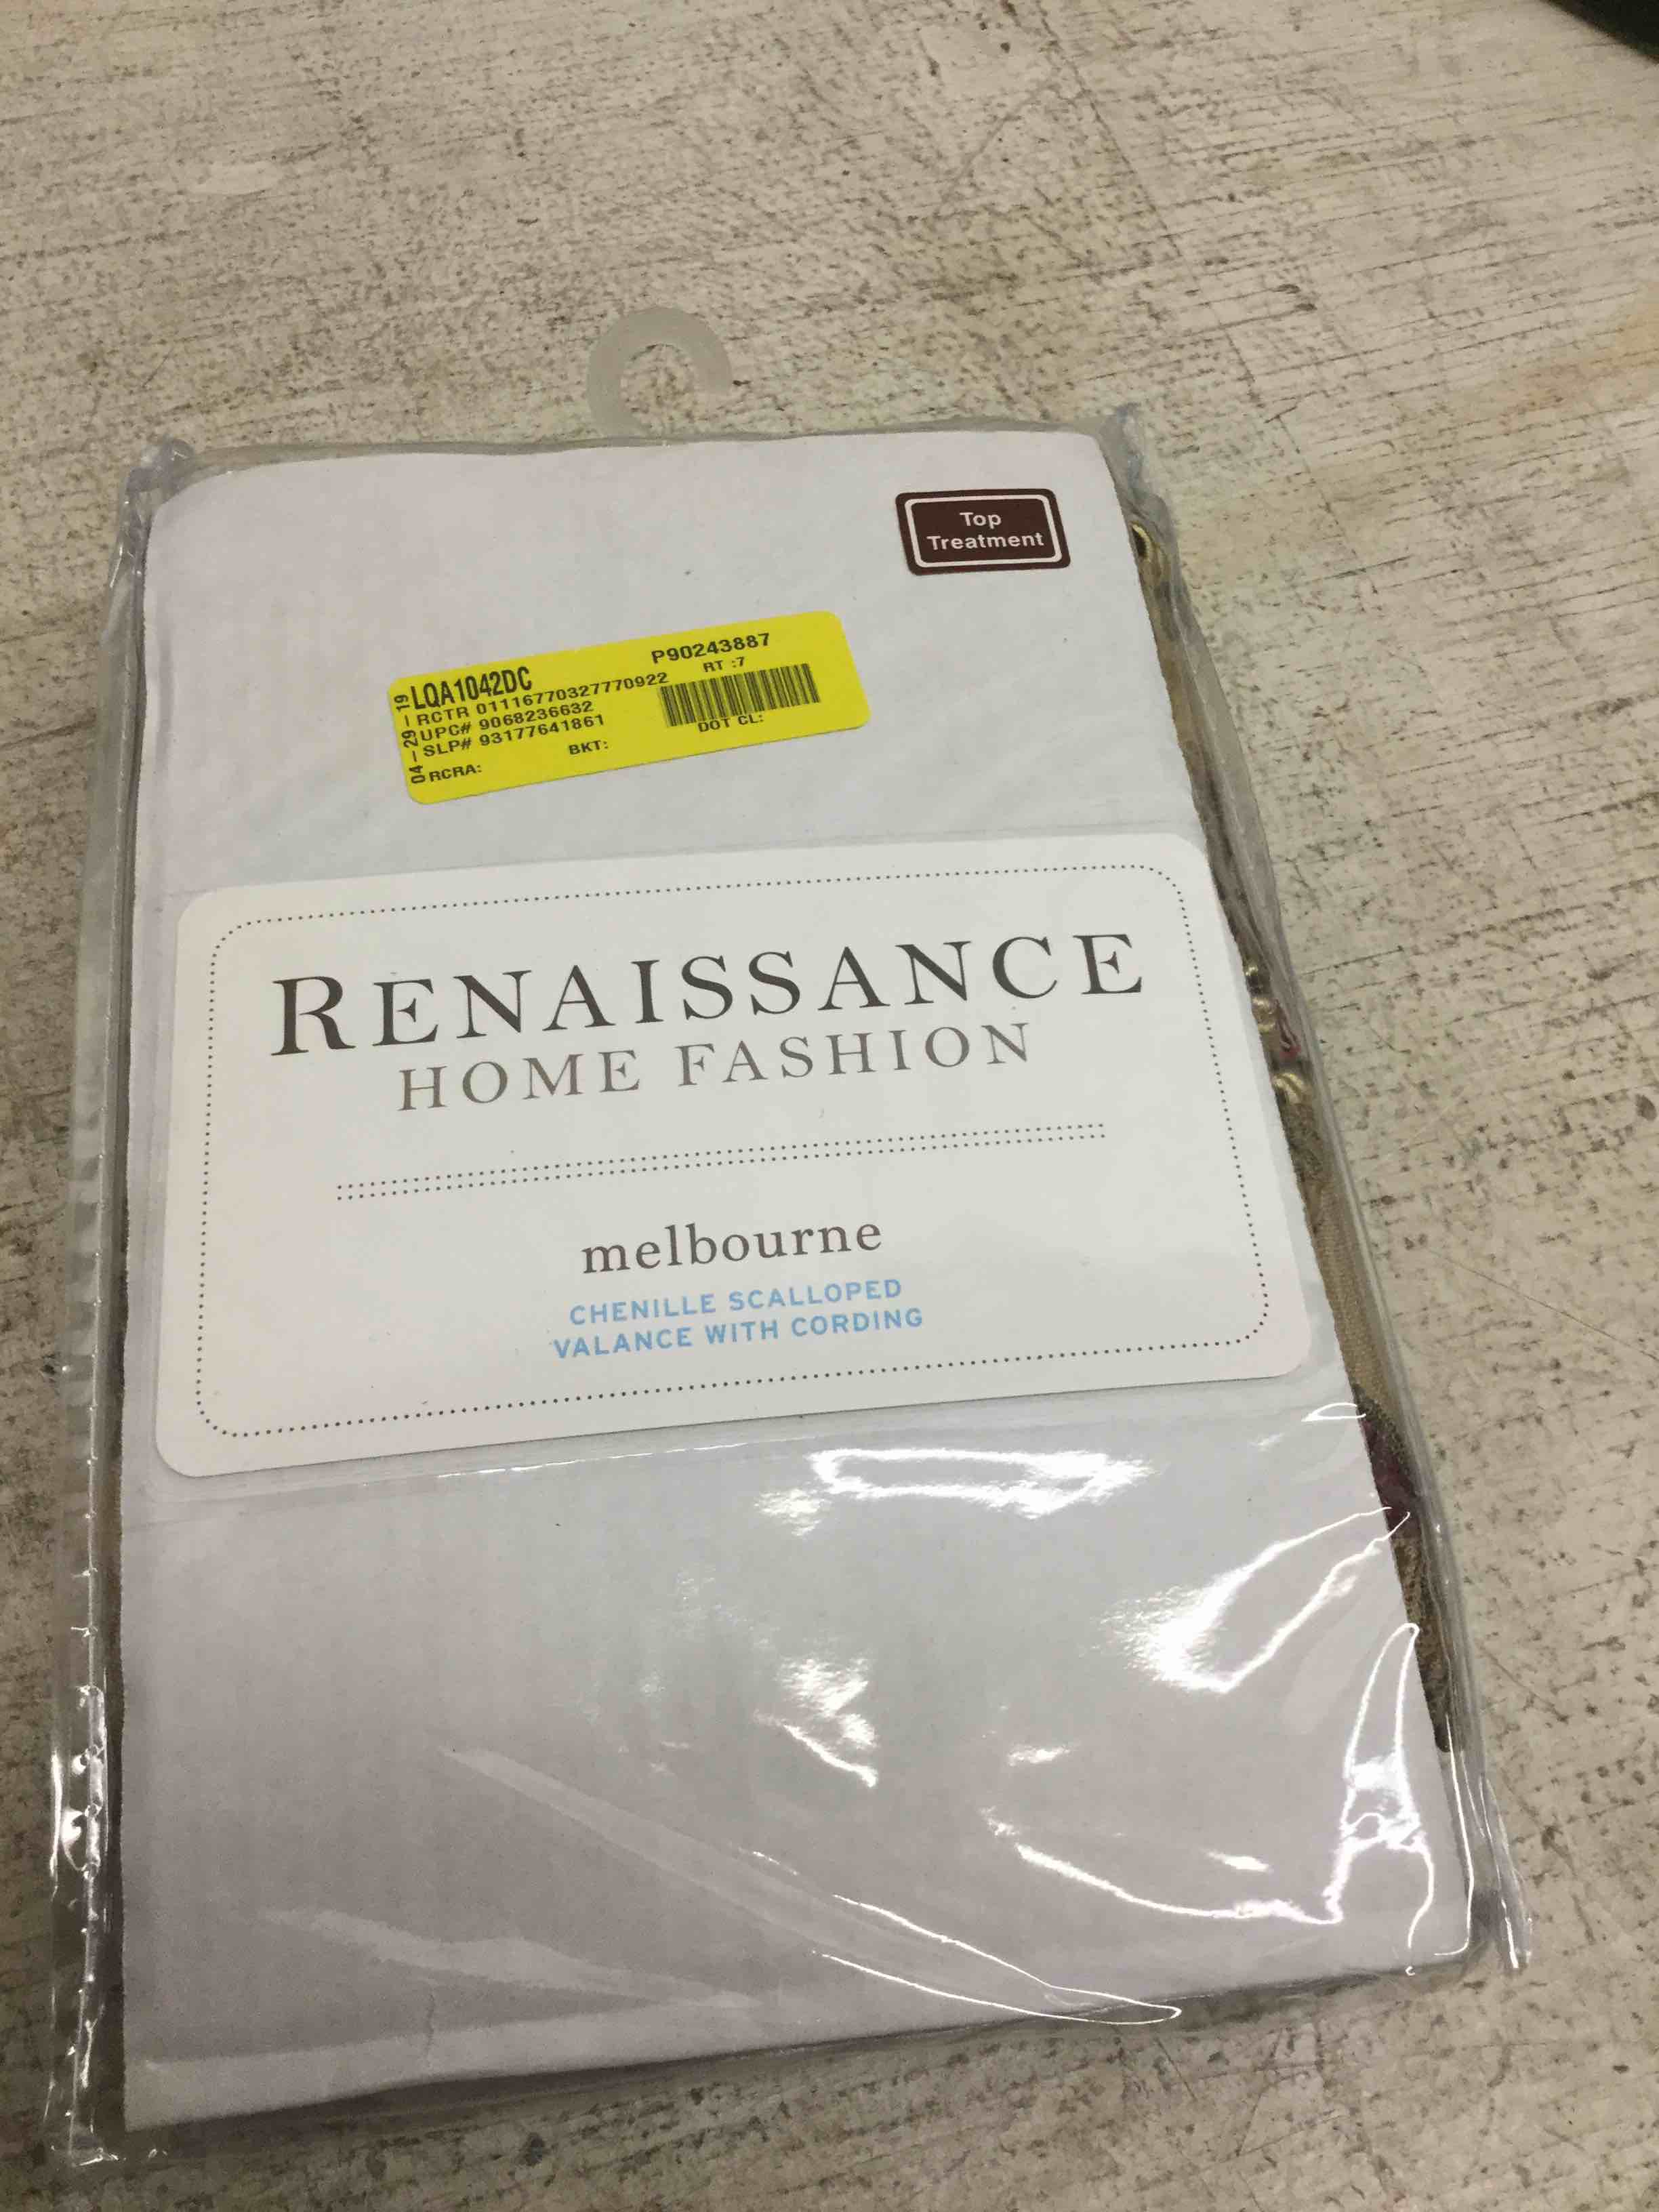 Top
Treatment
P90243887
RT :7
LQA1042DC
RCTR 01116770327770922
UPC# 9068236632
SLP# 93177641861
DOT CL:
BKT:
RCRA:
04-29-19
RENAISSANCE
HOME FASHION
melbourne
CHENILLE SCALLOPED
VALANCE WITH CORDING